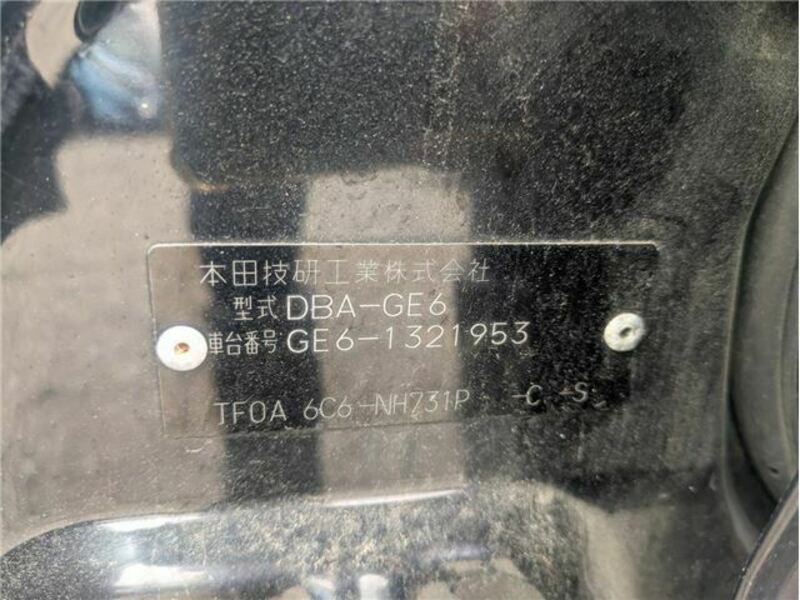 本田技研工業株式会社
型式 DBA-GE6
車台番号 GE6-1321953
TF0A 6C6-NH731P -C -S